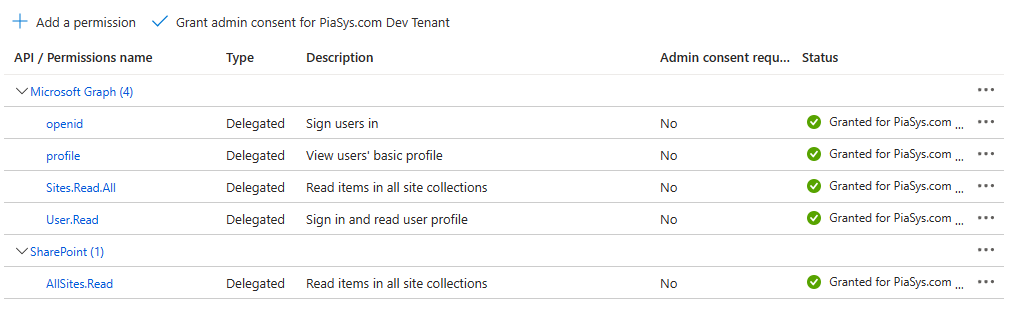 Add a permission Grant admin consent for PiaSys.com Dev Tenant
API / Permissions name Type Description Admin consent requ... Status
Microsoft Graph (4) ...
openid Delegated Sign users in No Granted for PiaSys.com ... ...
profile Delegated View users' basic profile No Granted for PiaSys.com ... ...
Sites.Read.All Delegated Read items in all site collections No Granted for PiaSys.com ... ...
User.Read Delegated Sign in and read user profile No Granted for PiaSys.com ... ...
SharePoint (1) ...
AllSites.Read Delegated Read items in all site collections No Granted for PiaSys.com ... ...